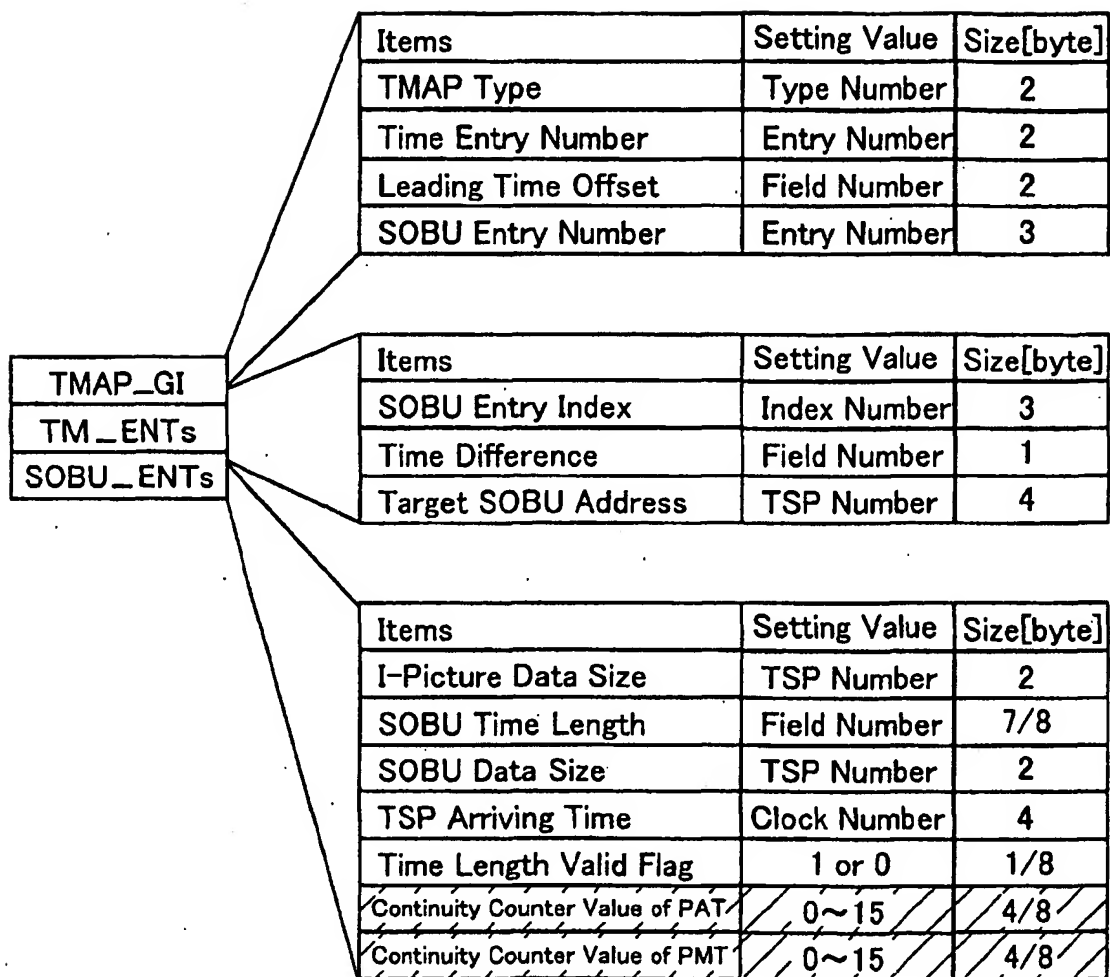 Items Setting Value Size[byte]
TMAP Type Type Number 2
Time Entry Number Entry Number 2
Leading Time Offset Field Number 2
SOBU Entry Number Entry Number 3
TMAP_GI
TM_ENTs
SOBU_ENTs
Items Setting Value Size[byte]
SOBU Entry Index Index Number 3
Time Difference Field Number 1
Target SOBU Address TSP Number 4
Items Setting Value Size[byte]
I-Picture Data Size TSP Number 2
SOBU Time Length Field Number 7/8
SOBU Data Size TSP Number 2
TSP Arriving Time Clock Number 4
Time Length Valid Flag 1 or 0 1/8
Continuity Counter Value of PAT 0~15 4/8
Continuity Counter Value of PMT 0~15 4/8